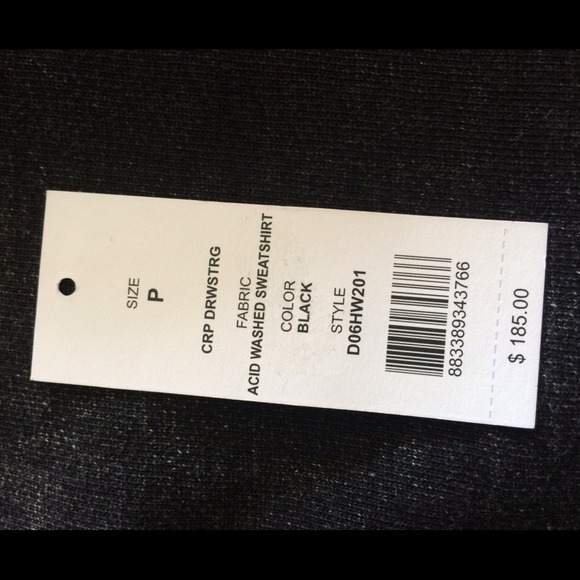 SIZE
P
CRP DRWSTRG
FABRIC
ACID WASHED SWEATSHIRT
COLOR
BLACK
STYLE
D06HW201
883389343766
$ 185.00